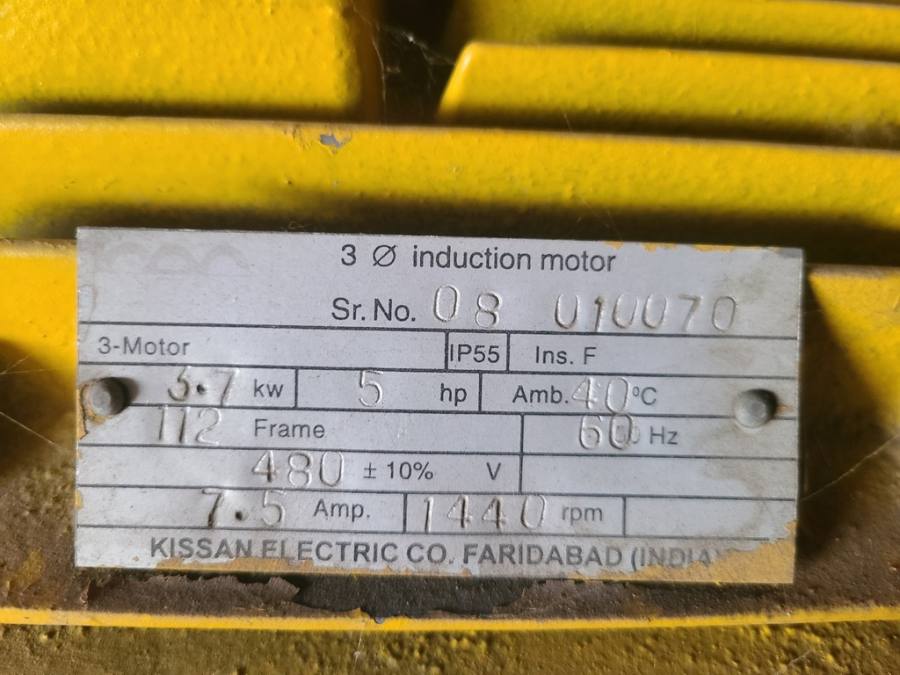 3 Ø induction motor
Sr. No. 08 010070
3-Motor IP55 Ins. F
3.7 kw 5 hp Amb. 40 °C
112 Frame 60 Hz
480 ± 10% V
7.5 Amp. 1440 rpm
KISSAN ELECTRIC CO. FARIDABAD (INDIA)